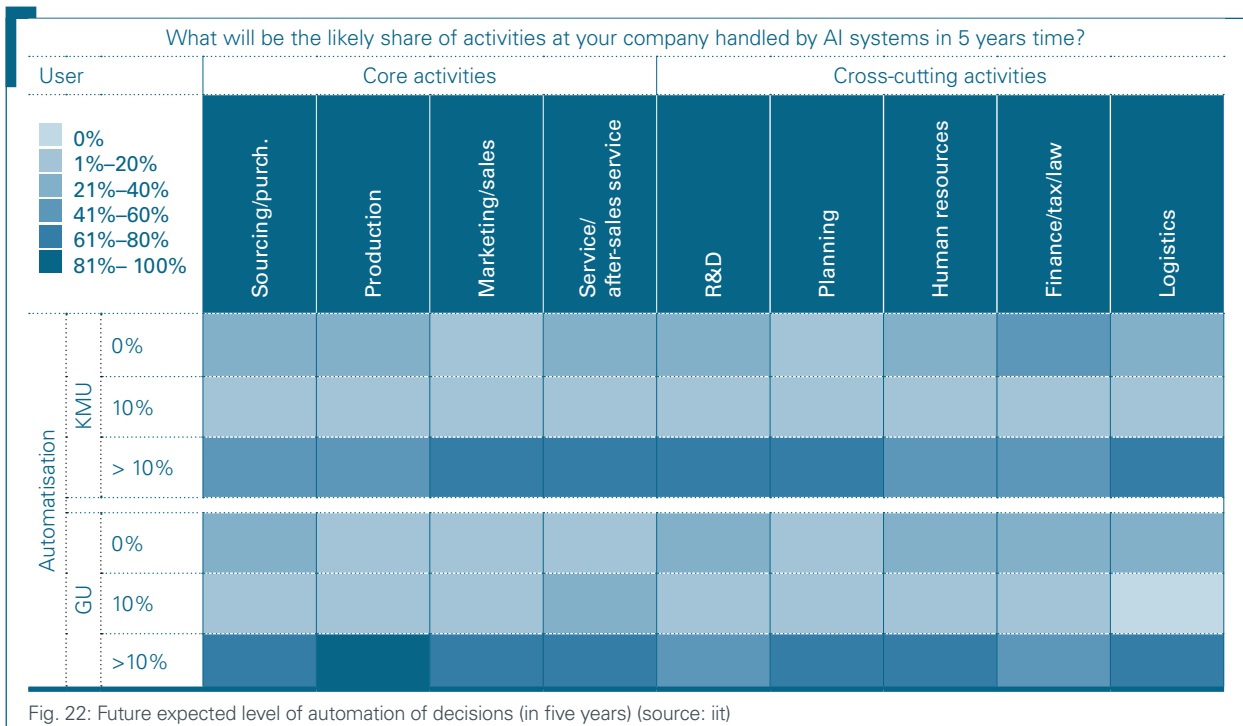 What will be the likely share of activities at your company handled by AI systems in 5 years time?
User
Core activities
Cross-cutting activities
0%
1%–20%
21%–40%
41%–60%
61%–80%
81%– 100%
Sourcing/purch.
Production
Marketing/sales
Service/
after-sales service
R&D
Planning
Human resources
Finance/tax/law
Logistics
Automatisation
KMU
0%
10%
> 10%
GU
0%
10%
>10%
Fig. 22: Future expected level of automation of decisions (in five years) (source: iit)